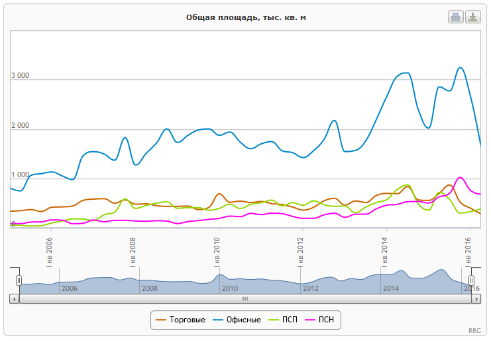 Общая площадь, тыс. кв. м
3 000
2 000
1 000
0
кв 2006
кв 2008
кв 2010
кв 2012
кв 2014
кв 2016
2006
2008
2010
2012
2014
2016
Торговые
Офисные
ПСП
ПСН
RRG